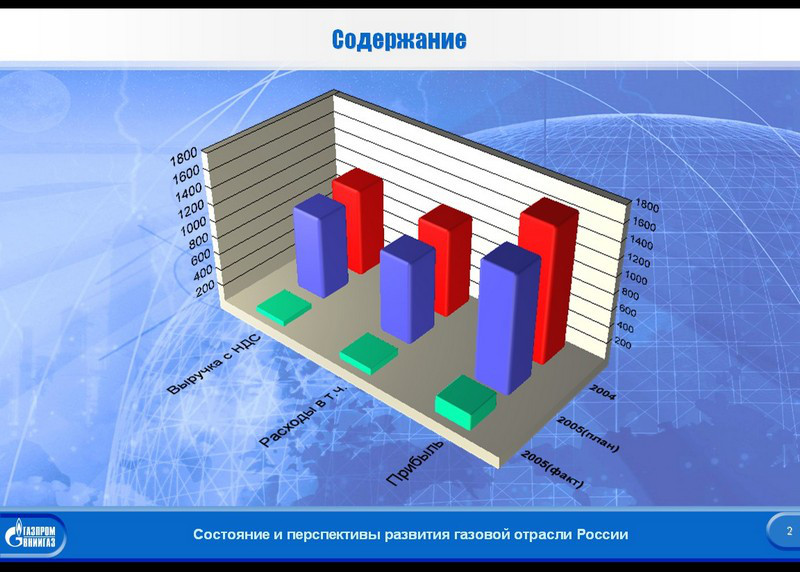 Содержание
1800
1600
1400
1200
1000
800
600
400
200
1800
1600
1400
1200
1000
800
600
400
200
Выручка с НДС
Расходы в т.ч.
Прибыль
2004
2005(план)
2005(факт)
ГАЗПРОМ
ВНИИГАЗ
Состояние и перспективы развития газовой отрасли России
2